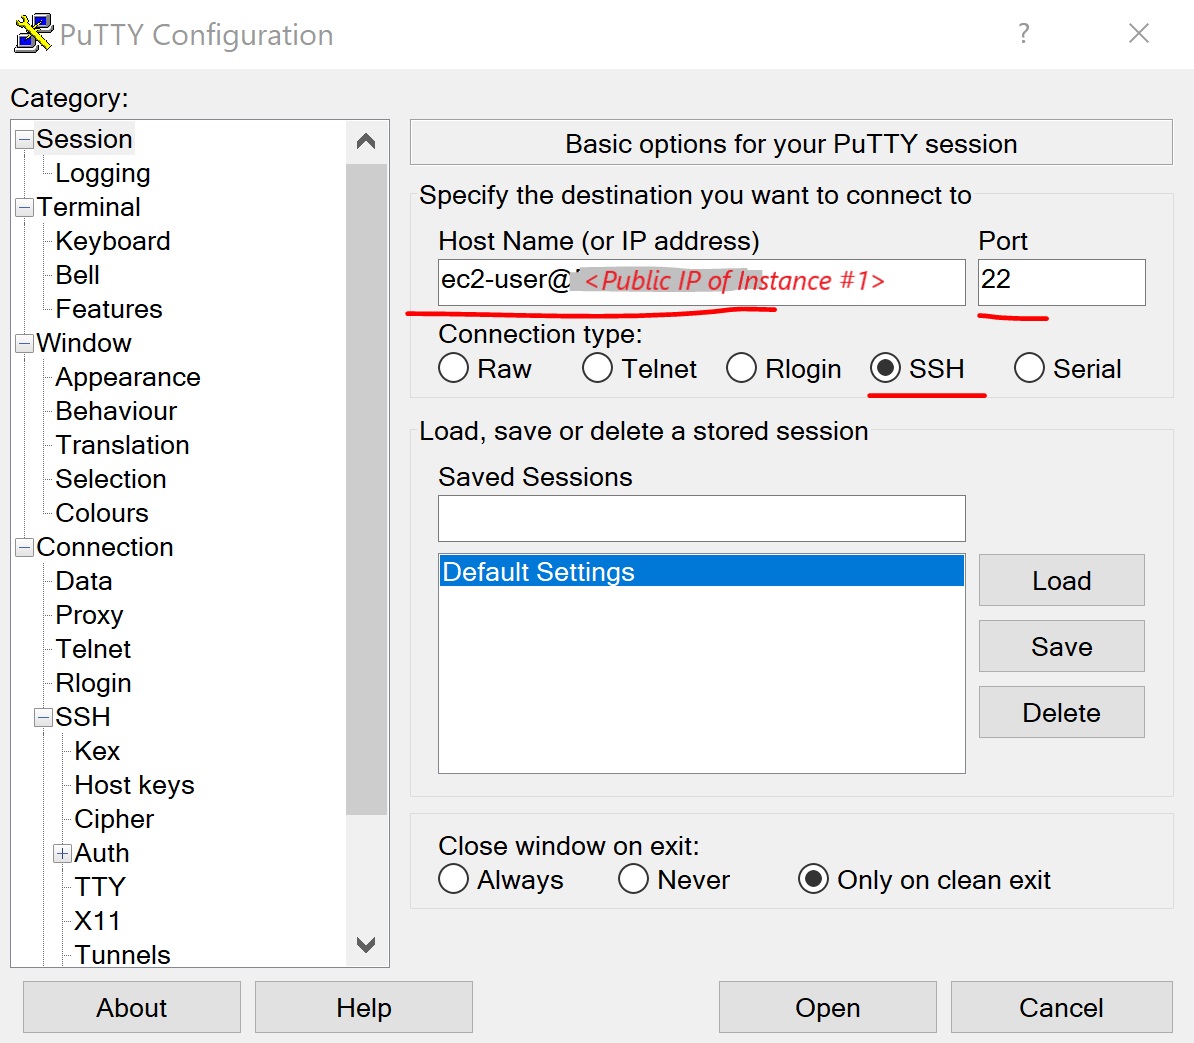 PuTTY Configuration
?
Category:
Session
Logging
Terminal
Keyboard
Bell
Features
Window
Appearance
Behaviour
Translation
Selection
Colours
Connection
Data
Proxy
Telnet
Rlogin
SSH
Kex
Host keys
Cipher
Auth
TTY
X11
Tunnels
Basic options for your PuTTY session
Specify the destination you want to connect to
Host Name (or IP address) Port
ec2-user@ <Public IP of Instance #1> 22
Connection type:
Raw Telnet Rlogin SSH Serial
Load, save or delete a stored session
Saved Sessions
Default Settings
Load
Save
Delete
Close window on exit:
Always Never Only on clean exit
About Help Open Cancel